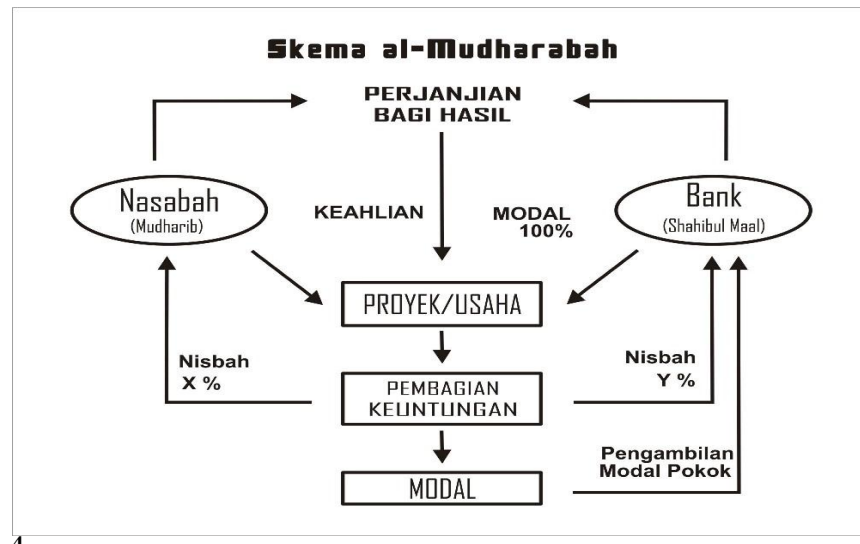 Skema al-Mudharabah
PERJANJIAN
BAGI HASIL
Nasabah
(Mudharib)
KEAHLIAN
MODAL
100%
Bank
(Shahibul Maal)
PROYEK/USAHA
Nisbah
X %
PEMBAGIAN
KEUNTUNGAN
Nisbah
Y %
MODAL
Pengambilan
Modal Pokok